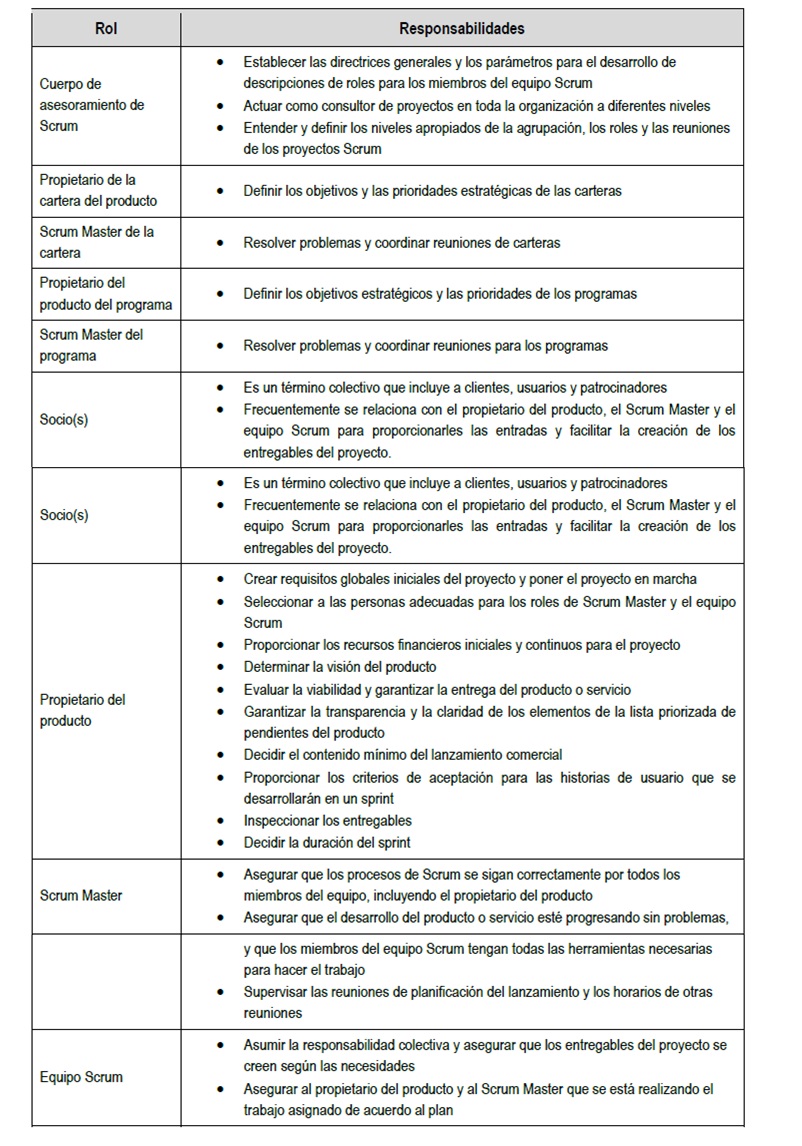 Rol
Responsabilidades
Cuerpo de
asesoramiento de
Scrum
• Establecer las directrices generales y los parámetros para el desarrollo de
descripciones de roles para los miembros del equipo Scrum
• Actuar como consultor de proyectos en toda la organización a diferentes niveles
• Entender y definir los niveles apropiados de la agrupación, los roles y las reuniones
de los proyectos Scrum
Propietario de la
cartera del producto
• Definir los objetivos y las prioridades estratégicas de las carteras
Scrum Master de la
cartera
• Resolver problemas y coordinar reuniones de carteras
Propietario del
producto del programa
• Definir los objetivos estratégicos y las prioridades de los programas
Scrum Master del
programa
• Resolver problemas y coordinar reuniones para los programas
Socio(s)
• Es un término colectivo que incluye a clientes, usuarios y patrocinadores
• Frecuentemente se relaciona con el propietario del producto, el Scrum Master y el
equipo Scrum para proporcionarles las entradas y facilitar la creación de los
entregables del proyecto.
Socio(s)
• Es un término colectivo que incluye a clientes, usuarios y patrocinadores
• Frecuentemente se relaciona con el propietario del producto, el Scrum Master y el
equipo Scrum para proporcionarles las entradas y facilitar la creación de los
entregables del proyecto.
Propietario del
producto
• Crear requisitos globales iniciales del proyecto y poner el proyecto en marcha
• Seleccionar a las personas adecuadas para los roles de Scrum Master y el equipo
Scrum
• Proporcionar los recursos financieros iniciales y continuos para el proyecto
• Determinar la visión del producto
• Evaluar la viabilidad y garantizar la entrega del producto o servicio
• Garantizar la transparencia y la claridad de los elementos de la lista priorizada de
pendientes del producto
• Decidir el contenido mínimo del lanzamiento comercial
• Proporcionar los criterios de aceptación para las historias de usuario que se
desarrollarán en un sprint
• Inspeccionar los entregables
• Decidir la duración del sprint
Scrum Master
• Asegurar que los procesos de Scrum se sigan correctamente por todos los
miembros del equipo, incluyendo el propietario del producto
• Asegurar que el desarrollo del producto o servicio esté progresando sin problemas,
y que los miembros del equipo Scrum tengan todas las herramientas necesarias
para hacer el trabajo
• Supervisar las reuniones de planificación del lanzamiento y los horarios de otras
reuniones
Equipo Scrum
• Asumir la responsabilidad colectiva y asegurar que los entregables del proyecto se
creen según las necesidades
• Asegurar al propietario del producto y al Scrum Master que se está realizando el
trabajo asignado de acuerdo al plan